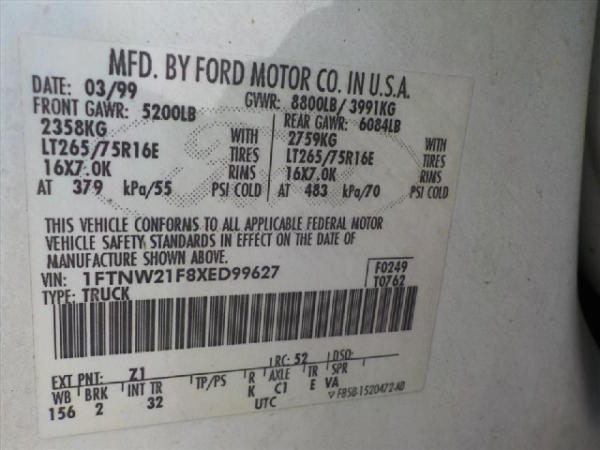 MFD. BY FORD MOTOR CO. IN U.S.A.
DATE: 03/99 GVWR: 8800LB/3991KG
FRONT GAWR: 5200LB REAR GAWR: 6084LB
2358KG WITH 2759KG WITH
LT265/75R16E TIRES LT265/75R16E TIRES
16X7.0K RIMS 16X7.0K RIMS
AT 379 kPa/55 PSI COLD AT 483 kPa/70 PSI COLD
THIS VEHICLE CONFORMS TO ALL APPLICABLE FEDERAL MOTOR
VEHICLE SAFETY STANDARDS IN EFFECT ON THE DATE OF
MANUFACTURE SHOWN ABOVE.
VIN: 1FTNW21F8XED99627 F0249
TYPE: TRUCK T0762
EXT PNT: Z1 RC: 52 DSO:
WB BRK INT TR TP/PS R AXLE TR SPR
156 2 32 K C1 E VA
UTC ▽F85B-1520472-AB